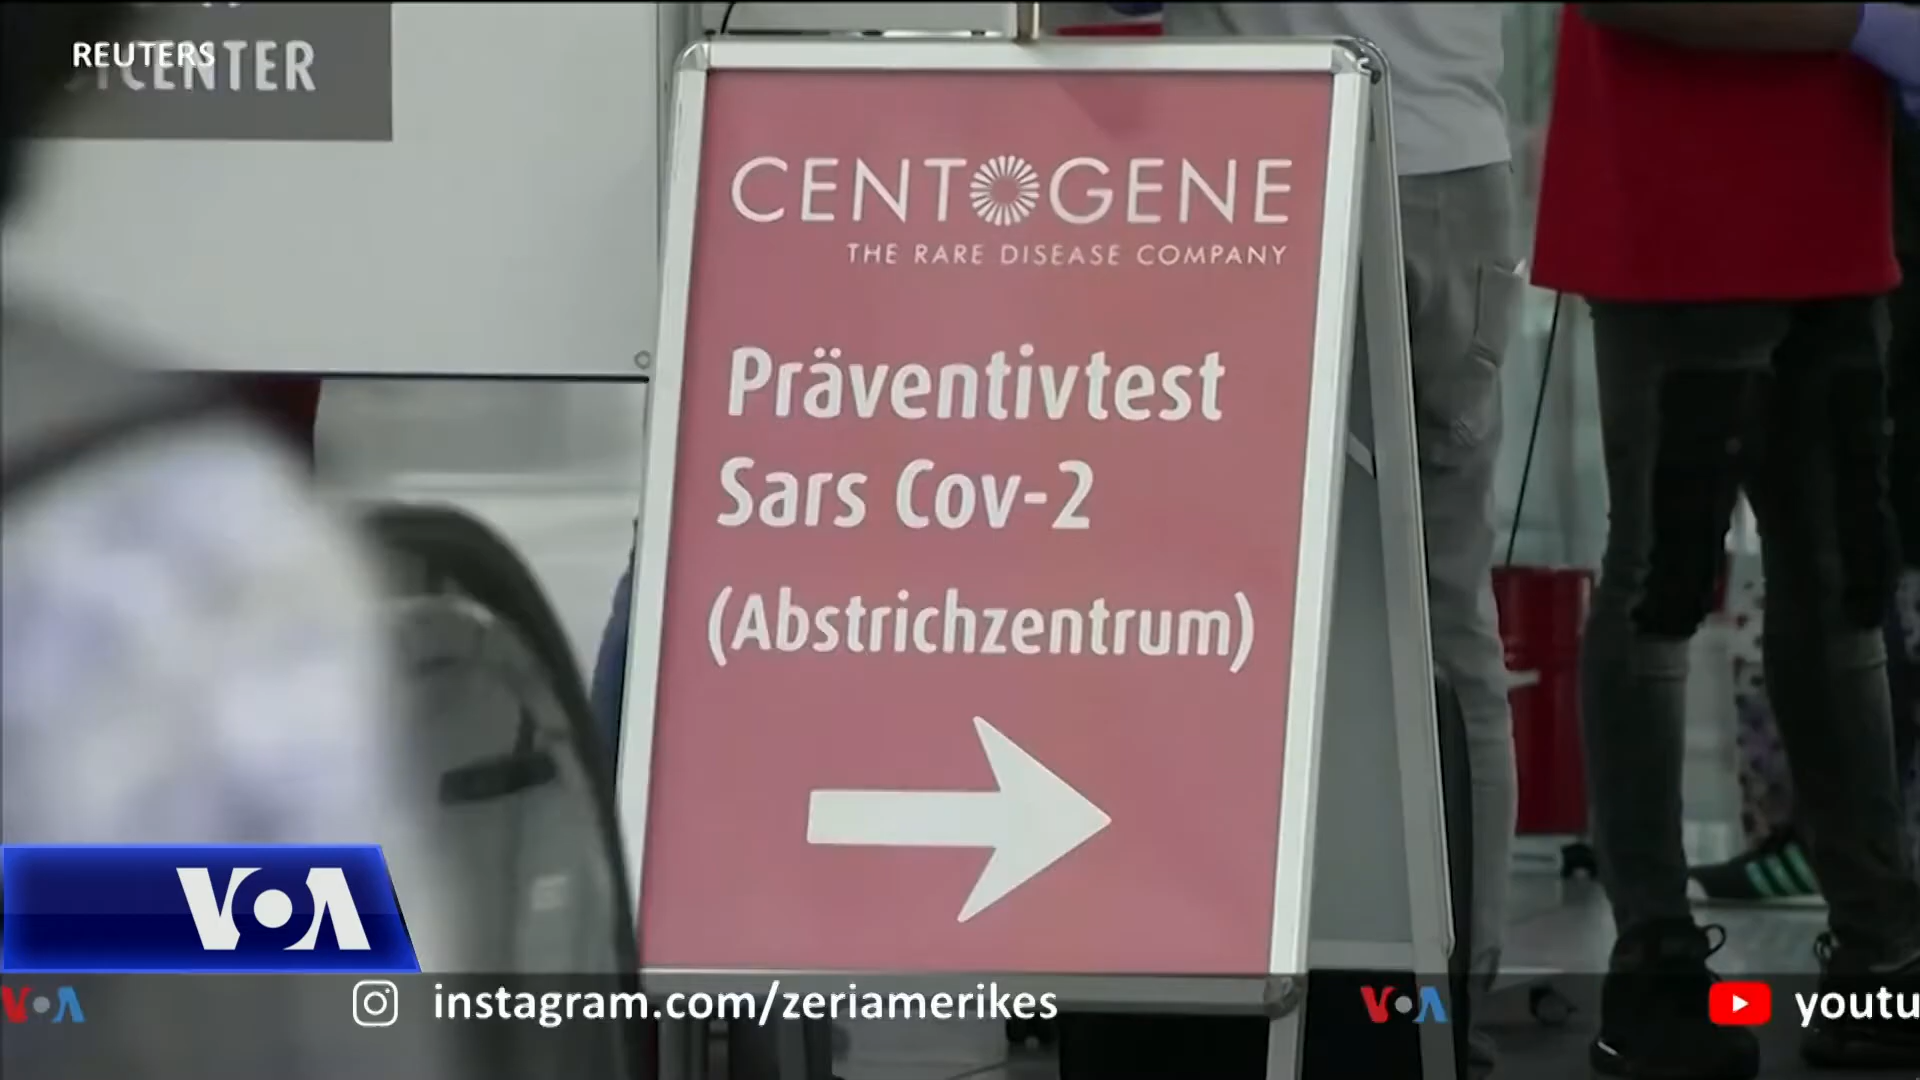 REUTERS
CENTER
CENTOGENE
THE RARE DISEASE COMPANY
Präventivtest
Sars Cov-2
(Abstrichzentrum)
VOA
VOA
instagram.com/zeriamerikes
VOA
youtu